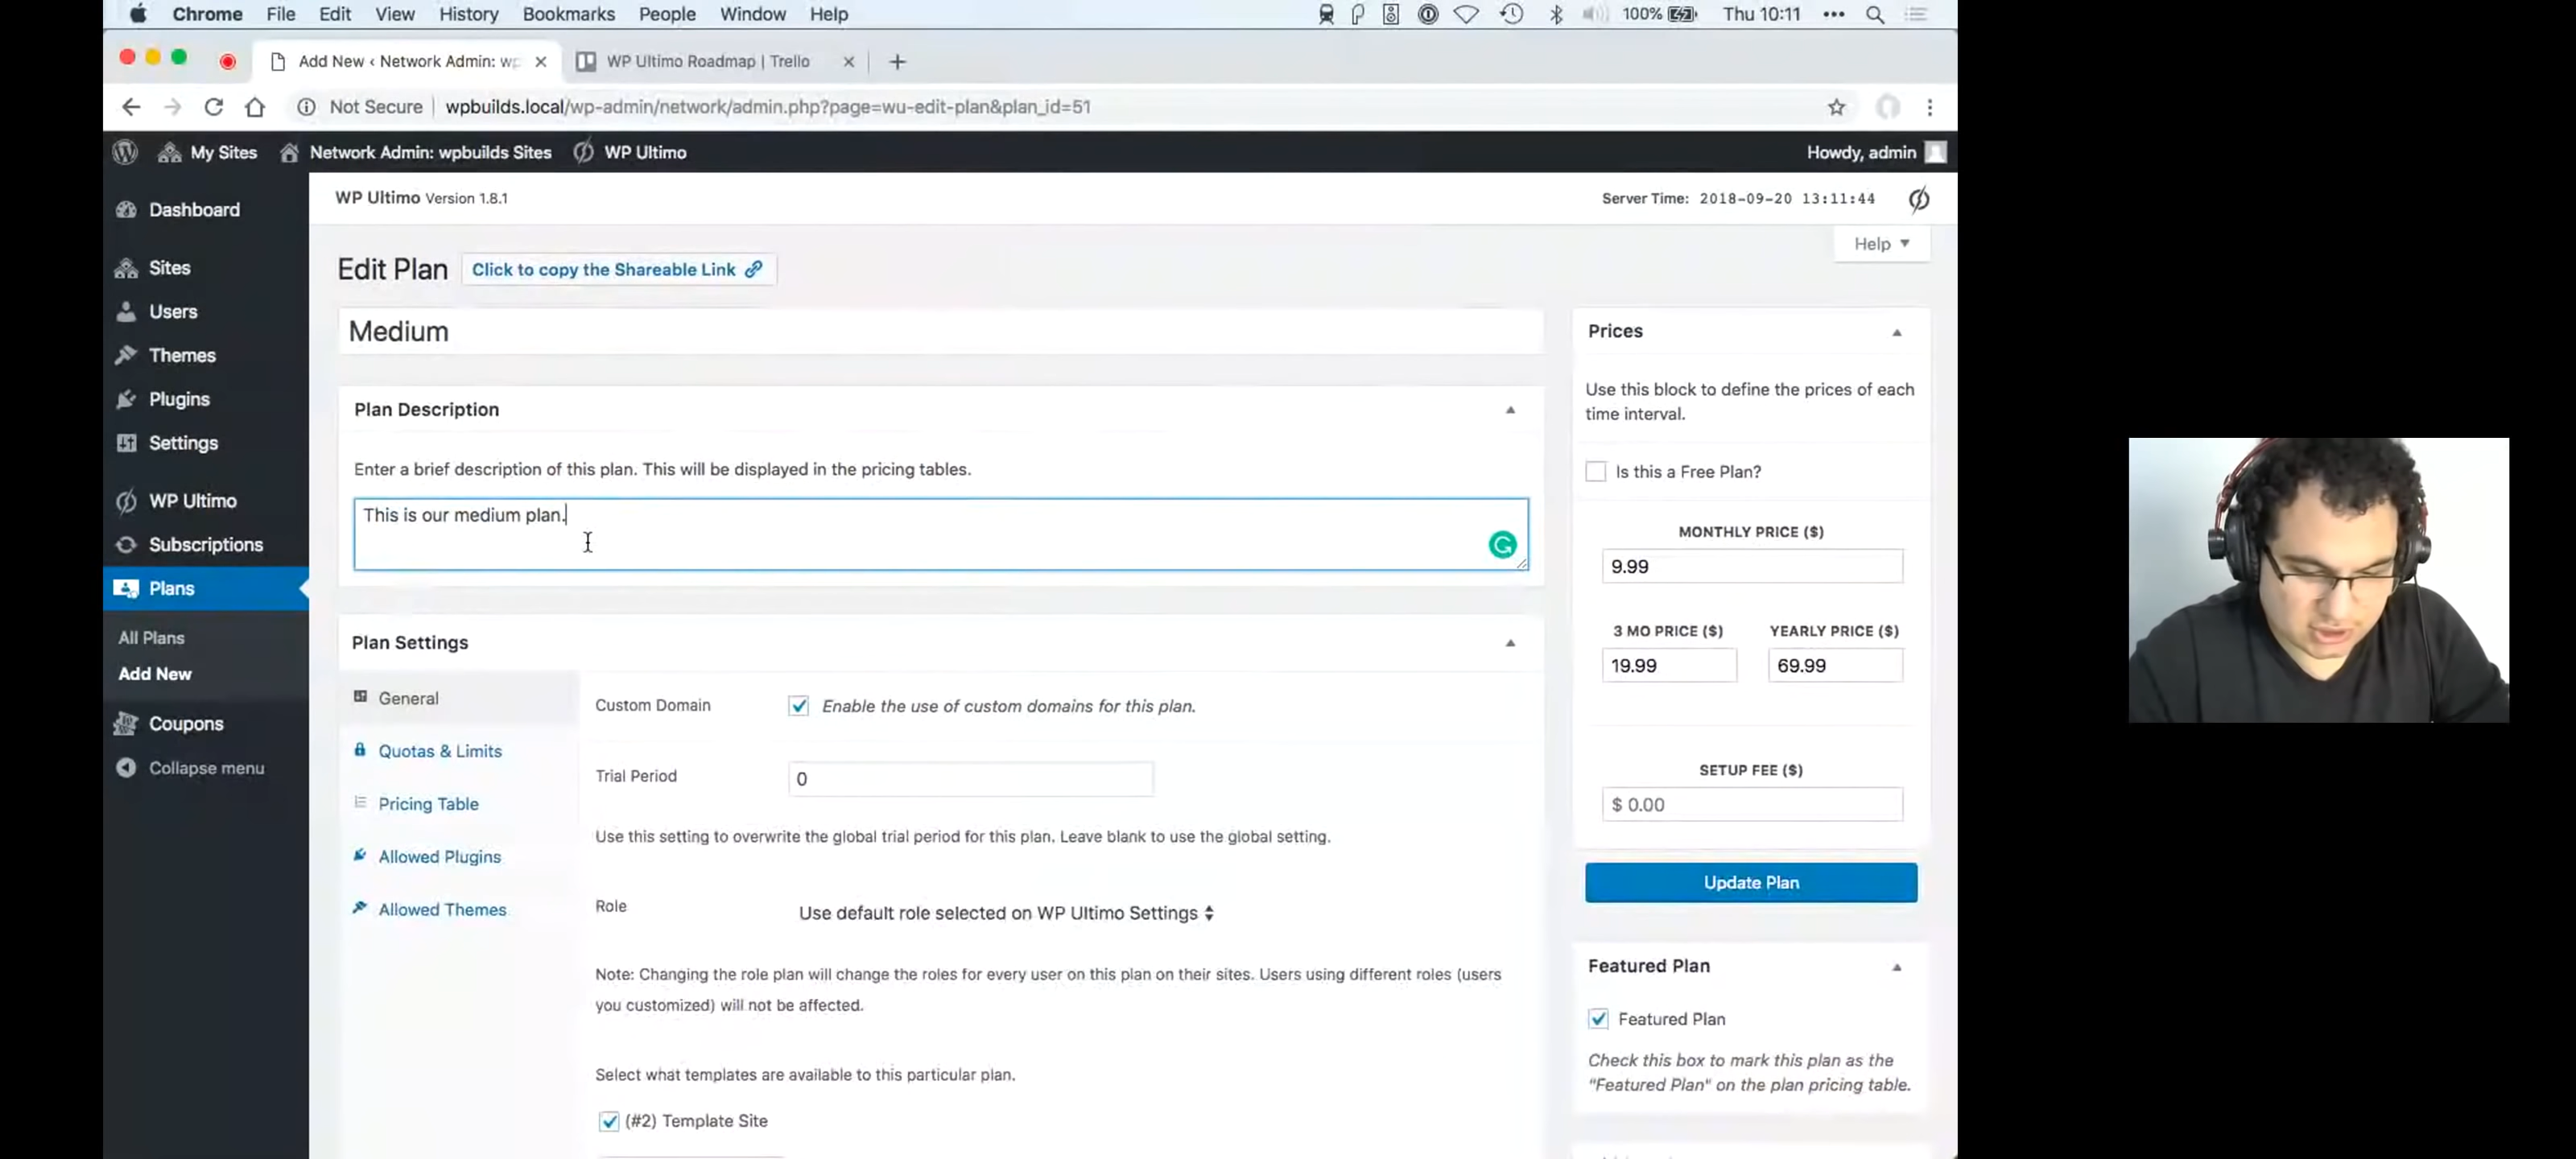 Chrome File Edit View History Bookmarks People Window Help 100% Thu 10:11
Add New ‹ Network Admin: wp
WP Ultimo Roadmap | Trello
Not Secure | wpbuilds.local/wp-admin/network/admin.php?page=wu-edit-plan&plan_id=51
My Sites Network Admin: wpbuilds Sites WP Ultimo Howdy, admin
WP Ultimo Version 1.8.1
Server Time: 2018-09-20 13:11:44
Help
Dashboard
Sites
Users
Themes
Plugins
Settings
WP Ultimo
Subscriptions
Plans
All Plans
Add New
Coupons
Collapse menu
Edit Plan Click to copy the Shareable Link
Medium
Plan Description
Enter a brief description of this plan. This will be displayed in the pricing tables.
This is our medium plan.
Plan Settings
General
Quotas & Limits
Pricing Table
Allowed Plugins
Allowed Themes
Custom Domain Enable the use of custom domains for this plan.
Trial Period 0
Use this setting to overwrite the global trial period for this plan. Leave blank to use the global setting.
Role Use default role selected on WP Ultimo Settings
Note: Changing the role plan will change the roles for every user on this plan on their sites. Users using different roles (users
you customized) will not be affected.
Select what templates are available to this particular plan.
(#2) Template Site
Prices
Use this block to define the prices of each
time interval.
Is this a Free Plan?
MONTHLY PRICE ($)
9.99
3 MO PRICE ($) YEARLY PRICE ($)
19.99 69.99
SETUP FEE ($)
$ 0.00
Update Plan
Featured Plan
Featured Plan
Check this box to mark this plan as the
"Featured Plan" on the plan pricing table.